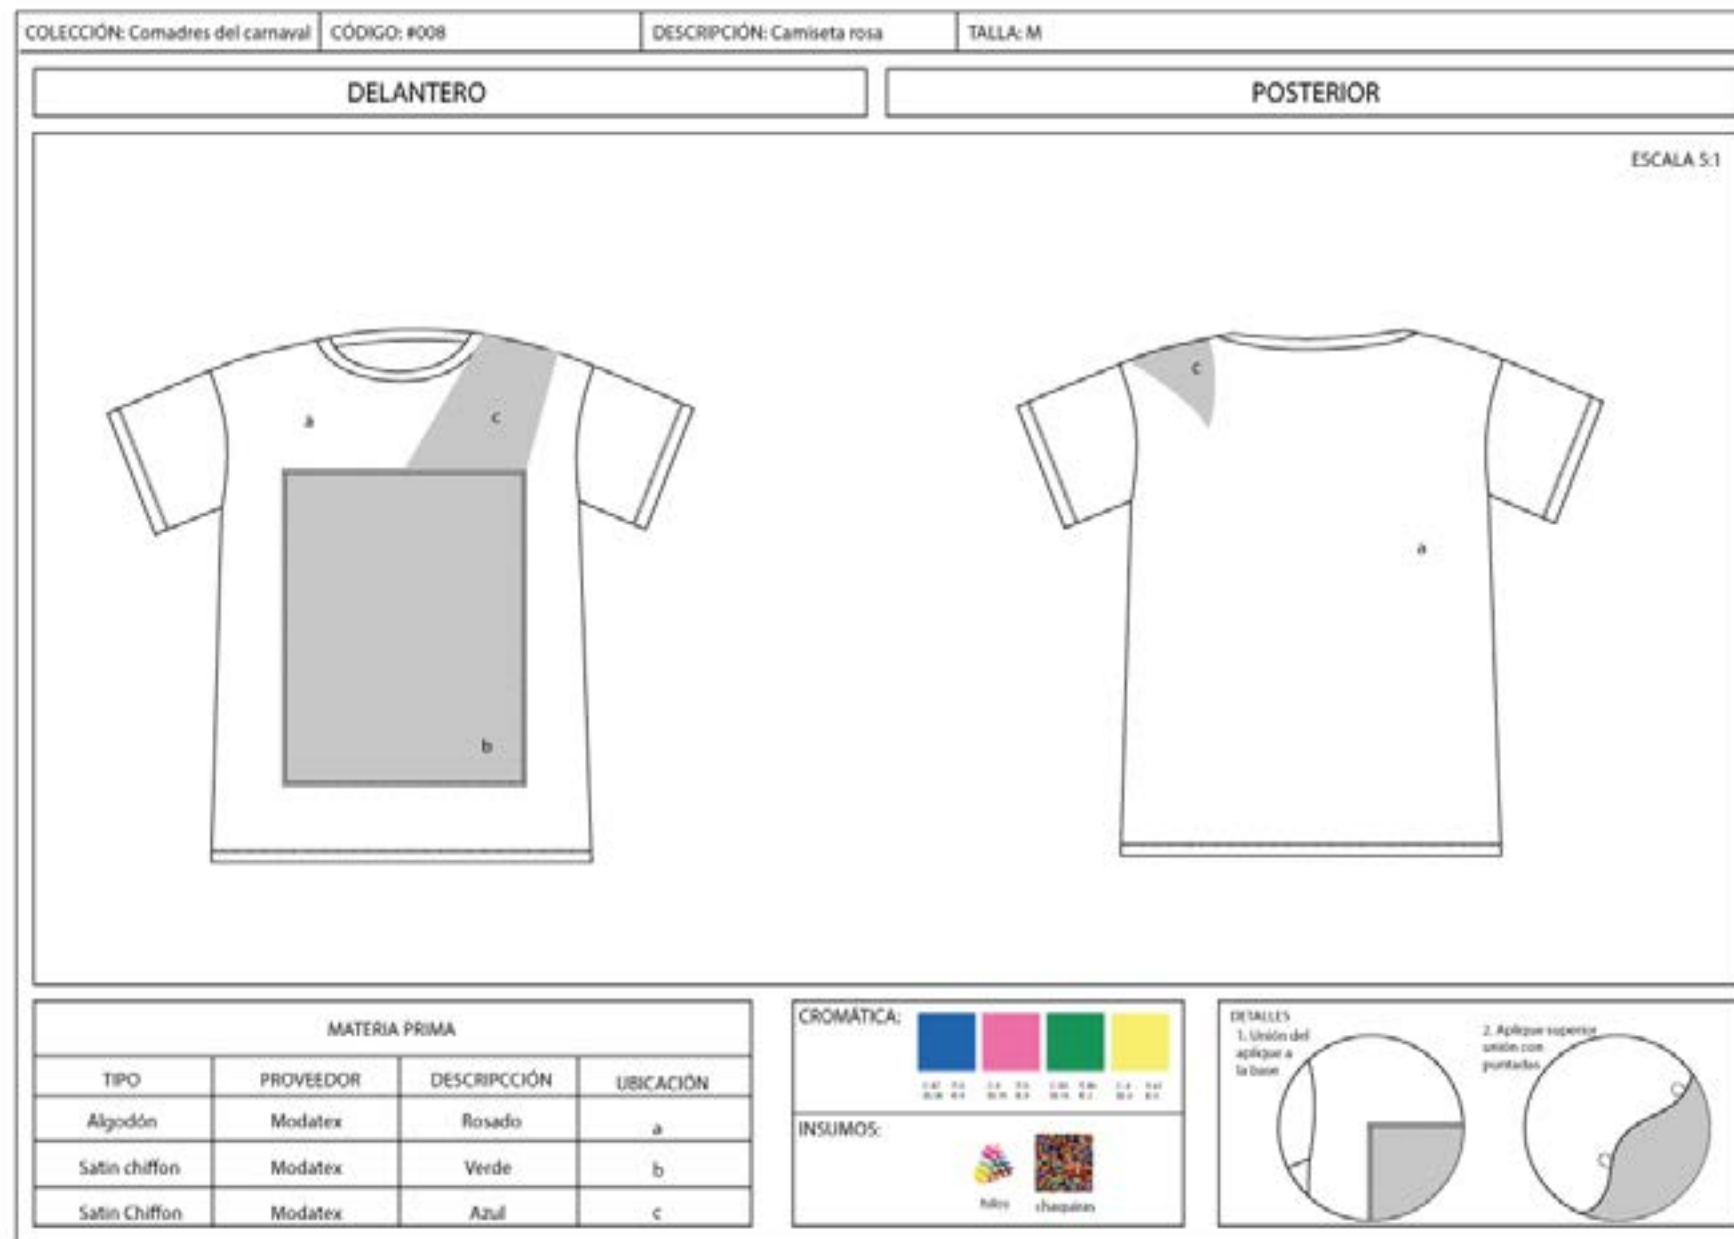 COLECCIÓN: Comadres del carnaval CÓDIGO: #008 DESCRIPCIÓN: Camiseta rosa TALLA: M
DELANTERO POSTERIOR
ESCALA 5:1
a
c
b
c
a
MATERIA PRIMA
TIPO PROVEEDOR DESCRIPCCIÓN UBICACIÓN
Algodón Modatex Rosado a
Satin chiffon Modatex Verde b
Satin Chiffon Modatex Azul c
CROMÁTICA:
INSUMOS:
hilos chaquiras
DETALLES
1. Unión del
aplique a
la base
2. Aplique superior
unión con
puntadas